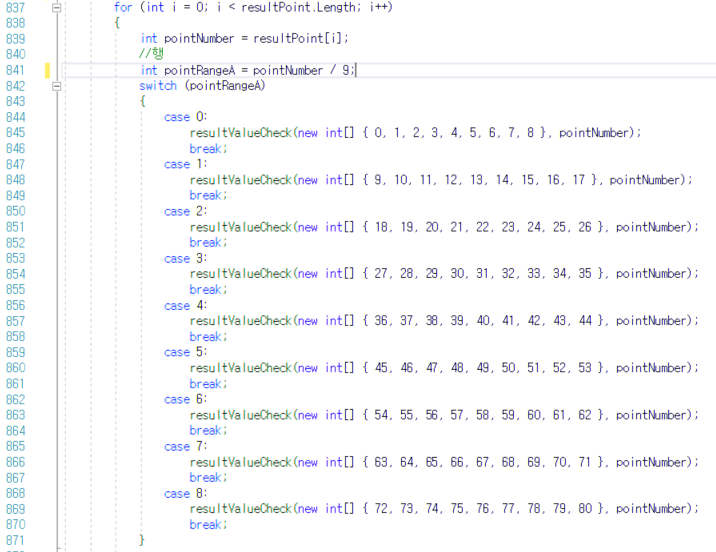 837 for (int i = 0; i < resultPoint.Length; i++)
838 {
839 int pointNumber = resultPoint[i];
840 //행
841 int pointRangeA = pointNumber / 9;
842 switch (pointRangeA)
843 {
844 case 0:
845 resultValueCheck(new int[] { 0, 1, 2, 3, 4, 5, 6, 7, 8 }, pointNumber);
846 break;
847 case 1:
848 resultValueCheck(new int[] { 9, 10, 11, 12, 13, 14, 15, 16, 17 }, pointNumber);
849 break;
850 case 2:
851 resultValueCheck(new int[] { 18, 19, 20, 21, 22, 23, 24, 25, 26 }, pointNumber);
852 break;
853 case 3:
854 resultValueCheck(new int[] { 27, 28, 29, 30, 31, 32, 33, 34, 35 }, pointNumber);
855 break;
856 case 4:
857 resultValueCheck(new int[] { 36, 37, 38, 39, 40, 41, 42, 43, 44 }, pointNumber);
858 break;
859 case 5:
860 resultValueCheck(new int[] { 45, 46, 47, 48, 49, 50, 51, 52, 53 }, pointNumber);
861 break;
862 case 6:
863 resultValueCheck(new int[] { 54, 55, 56, 57, 58, 59, 60, 61, 62 }, pointNumber);
864 break;
865 case 7:
866 resultValueCheck(new int[] { 63, 64, 65, 66, 67, 68, 69, 70, 71 }, pointNumber);
867 break;
868 case 8:
869 resultValueCheck(new int[] { 72, 73, 74, 75, 76, 77, 78, 79, 80 }, pointNumber);
870 break;
871 }